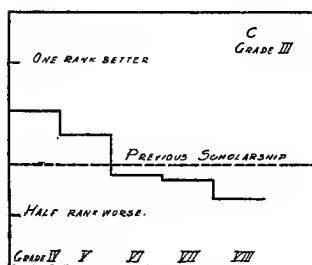 C
GRADE III
ONE RANK BETTER
PREVIOUS SCHOLARSHIP
HALF RANK WORSE.
GRADE IV V VI VII VIII